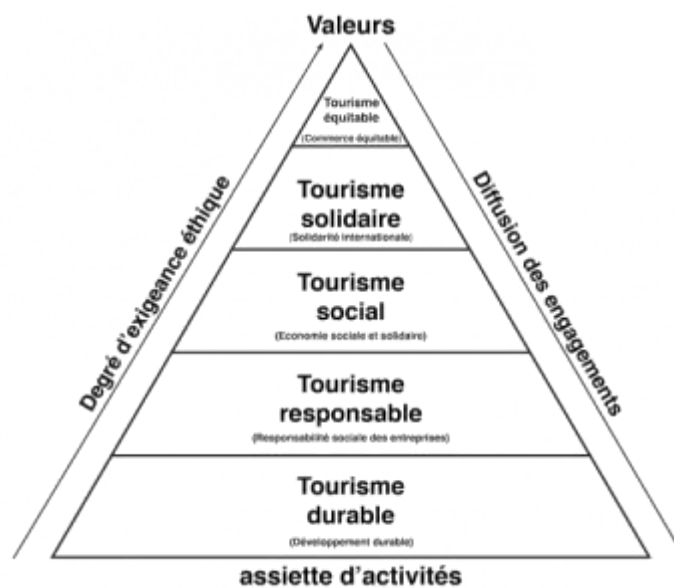 Valeurs
Tourisme
équitable
(Commerce équitable)
Tourisme
solidaire
(Solidarité internationale)
Tourisme
social
(Economie sociale et solidaire)
Tourisme
responsable
(Responsabilité sociale des entreprises)
Tourisme
durable
(Développement durable)
assiette d'activités
Degré d'exigeance éthique
Diffusion des engagements